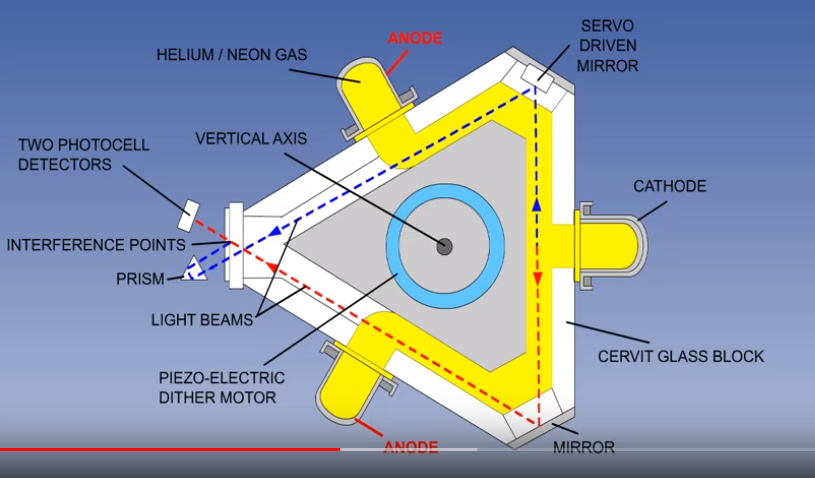 SERVO
DRIVEN
MIRROR
ANODE
HELIUM / NEON GAS
TWO PHOTOCELL
DETECTORS
VERTICAL AXIS
CATHODE
INTERFERENCE POINTS
PRISM
LIGHT BEAMS
CERVIT GLASS BLOCK
PIEZO-ELECTRIC
DITHER MOTOR
ANODE
MIRROR